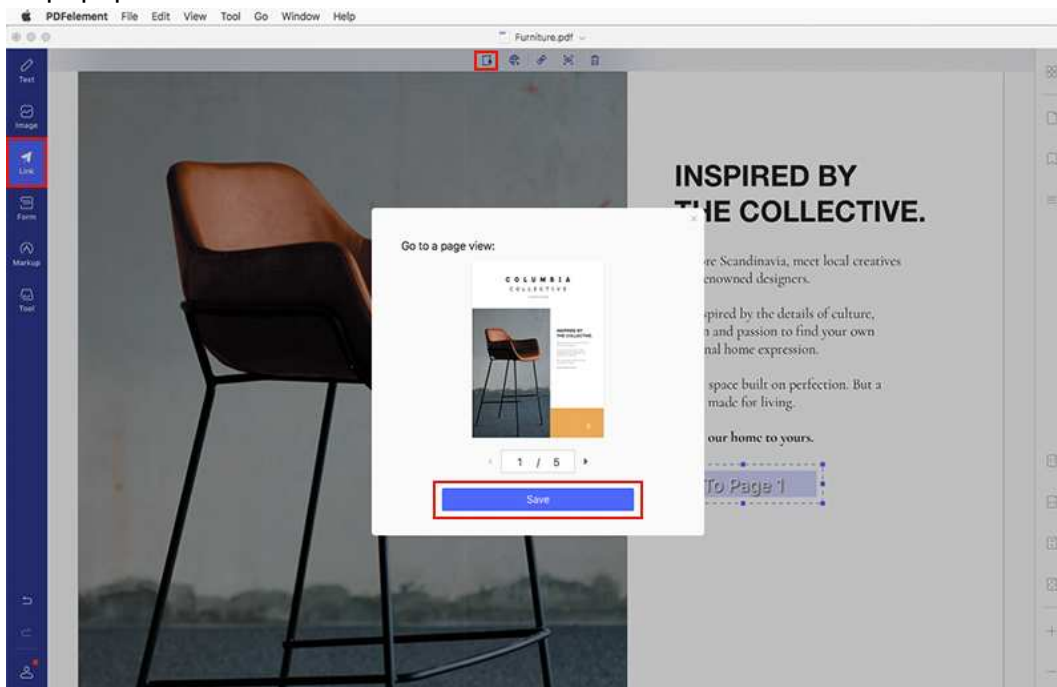 PDFelement File Edit View Tool Go Window Help
Furniture.pdf
Text
Image
Link
Form
Markup
Tool
INSPIRED BY
THE COLLECTIVE.
re Scandinavia, meet local creatives
enowned designers.
spired by the details of culture,
n and passion to find your own
nal home expression.
space built on perfection. But a
made for living.
our home to yours.
To Page 1
Go to a page view:
COLUMBIA
COLLECTIVE
INSPIRED BY
THE COLLECTIVE.
1 / 5
Save